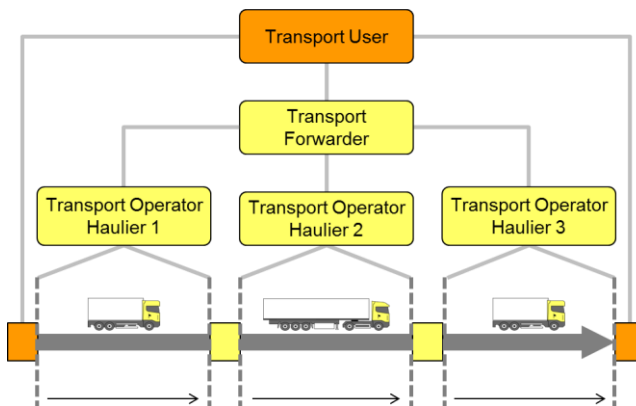 Transport User
Transport
Forwarder
Transport Operator
Haulier 1
Transport Operator
Haulier 2
Transport Operator
Haulier 3